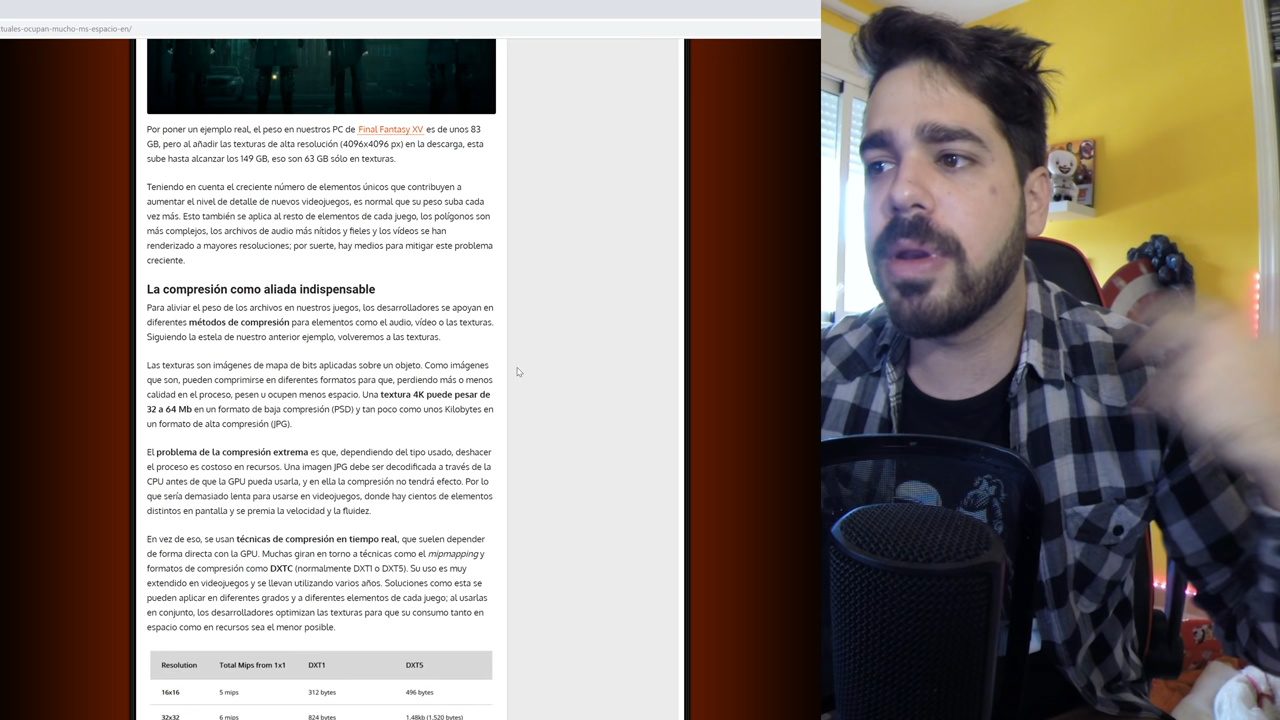 tuales-ocupan-mucho-ms-espacio-en/
Por poner un ejemplo real, el peso en nuestros PC de Final Fantasy XV es de unos 83
GB, pero al añadir las texturas de alta resolución (4096x4096 px) en la descarga, esta
sube hasta alcanzar los 149 GB, eso son 63 GB sólo en texturas.
Teniendo en cuenta el creciente número de elementos únicos que contribuyen a
aumentar el nivel de detalle de nuevos videojuegos, es normal que su peso suba cada
vez más. Esto también se aplica al resto de elementos de cada juego, los polígonos son
más complejos, los archivos de audio más nítidos y fieles y los vídeos se han
renderizado a mayores resoluciones; por suerte, hay medios para mitigar este problema
creciente.
La compresión como aliada indispensable
Para aliviar el peso de los archivos en nuestros juegos, los desarrolladores se apoyan en
diferentes métodos de compresión para elementos como el audio, vídeo o las texturas.
Siguiendo la estela de nuestro anterior ejemplo, volveremos a las texturas.
Las texturas son imágenes de mapa de bits aplicadas sobre un objeto. Como imágenes
que son, pueden comprimirse en diferentes formatos para que, perdiendo más o menos
calidad en el proceso, pesen u ocupen menos espacio. Una textura 4K puede pesar de
32 a 64 Mb en un formato de baja compresión (PSD) y tan poco como unos Kilobytes en
un formato de alta compresión (JPG).
El problema de la compresión extrema es que, dependiendo del tipo usado, deshacer
el proceso es costoso en recursos. Una imagen JPG debe ser decodificada a través de la
CPU antes de que la GPU pueda usarla, y en ella la compresión no tendrá efecto. Por lo
que sería demasiado lenta para usarse en videojuegos, donde hay cientos de elementos
distintos en pantalla y se premia la velocidad y la fluidez.
En vez de eso, se usan técnicas de compresión en tiempo real, que suelen depender
de forma directa con la GPU. Muchas giran en torno a técnicas como el mipmapping y
formatos de compresión como DXTC (normalmente DXT1 o DXT5). Su uso es muy
extendido en videojuegos y se llevan utilizando varios años. Soluciones como esta se
pueden aplicar en diferentes grados y a diferentes elementos de cada juego; al usarlas
en conjunto, los desarrolladores optimizan las texturas para que su consumo tanto en
espacio como en recursos sea el menor posible.
Resolution Total Mips from 1x1 DXT1 DXT5
16x16 5 mips 312 bytes 496 bytes
32x32 6 mips 824 bytes 1.48kb (1,520 bytes)